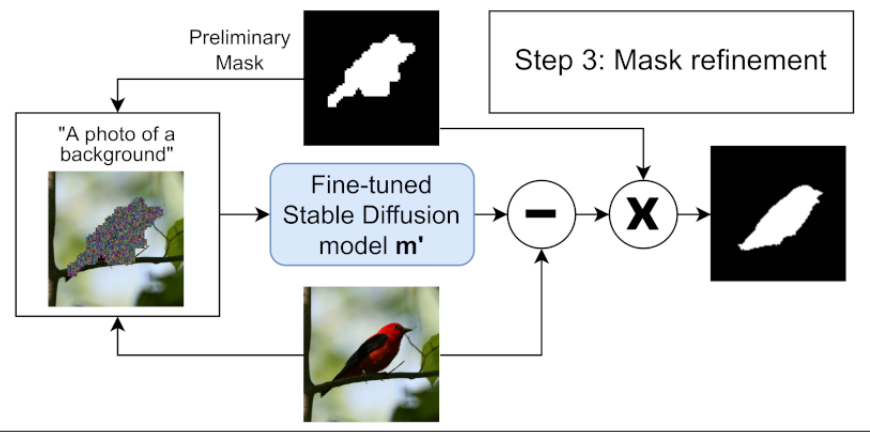 Preliminary
Mask
Step 3: Mask refinement
"A photo of a
background"
Fine-tuned
Stable Diffusion
model m'
−
X